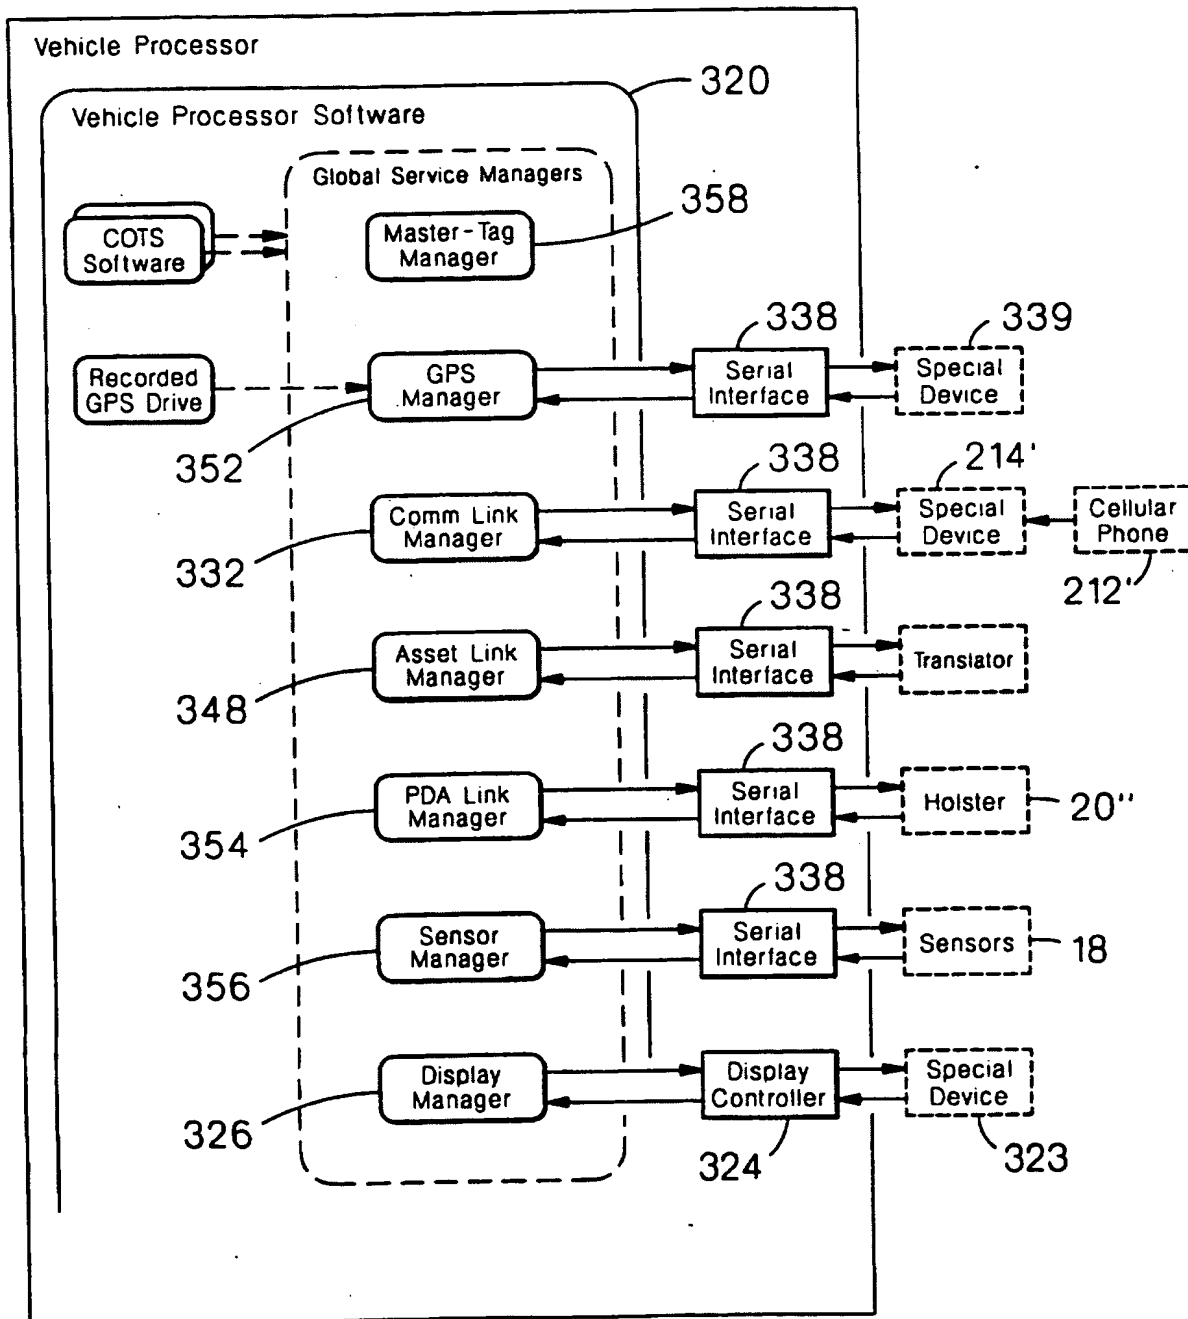 Vehicle Processor
320
Vehicle Processor Software
Global Service Managers
358
COTS
Software
Master-Tag
Manager
338
339
Recorded
GPS Drive
GPS
Manager
Serial
Interface
Special
Device
352
338
214'
Comm Link
Manager
Serial
Interface
Special
Device
Cellular
Phone
332
338
212'
Asset Link
Manager
Serial
Interface
Translator
348
338
PDA Link
Manager
Serial
Interface
Holster
354
20"
338
Sensor
Manager
Serial
Interface
Sensors
18
356
Display
Manager
Display
Controller
Special
Device
326
324
323